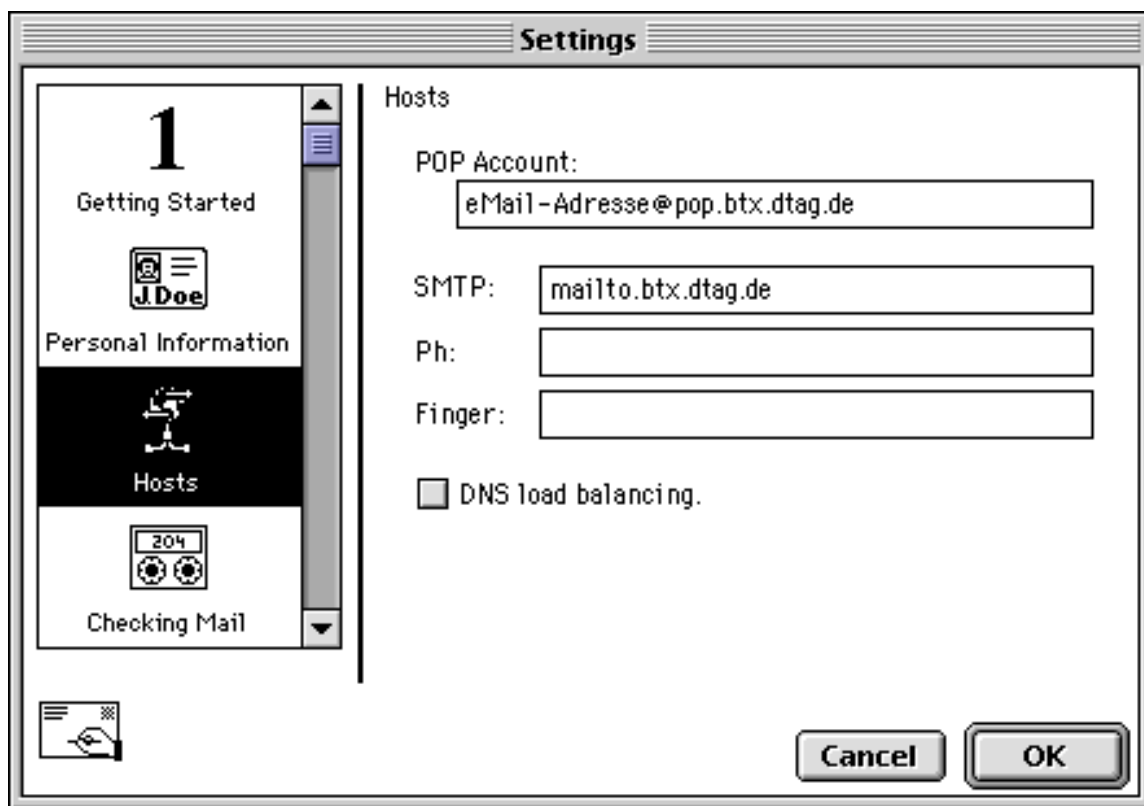 Settings
1
Getting Started
J.Doe
Personal Information
Hosts
204
Checking Mail
Hosts
POP Account:
eMail-Adresse@pop.btx.dtag.de
SMTP: mailto.btx.dtag.de
Ph:
Finger:
DNS load balancing.
Cancel OK